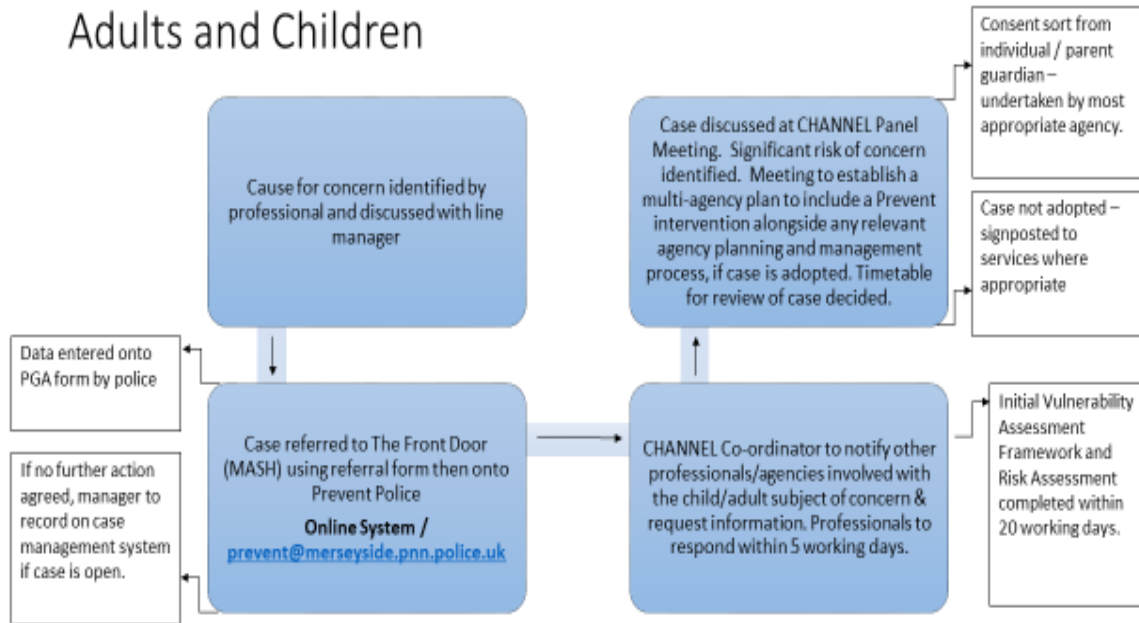 Adults and Children
Cause for concern identified by
professional and discussed with line
manager
Data entered onto
PGA form by police
If no further action
agreed, manager to
record on case
management system
if case is open.
Case referred to The Front Door
(MASH) using referral form then onto
Prevent Police
Online System /
prevent@merseyside.pnn.police.uk
CHANNEL Co-ordinator to notify other
professionals/agencies involved with
the child/adult subject of concern &
request information. Professionals to
respond within 5 working days.
Initial Vulnerability
Assessment
Framework and
Risk Assessment
completed within
20 working days.
Case discussed at CHANNEL Panel
Meeting. Significant risk of concern
identified. Meeting to establish a
multi-agency plan to include a Prevent
intervention alongside any relevant
agency planning and management
process, if case is adopted. Timetable
for review of case decided.
Consent sort from
individual / parent
guardian –
undertaken by most
appropriate agency.
Case not adopted –
signposted to
services where
appropriate